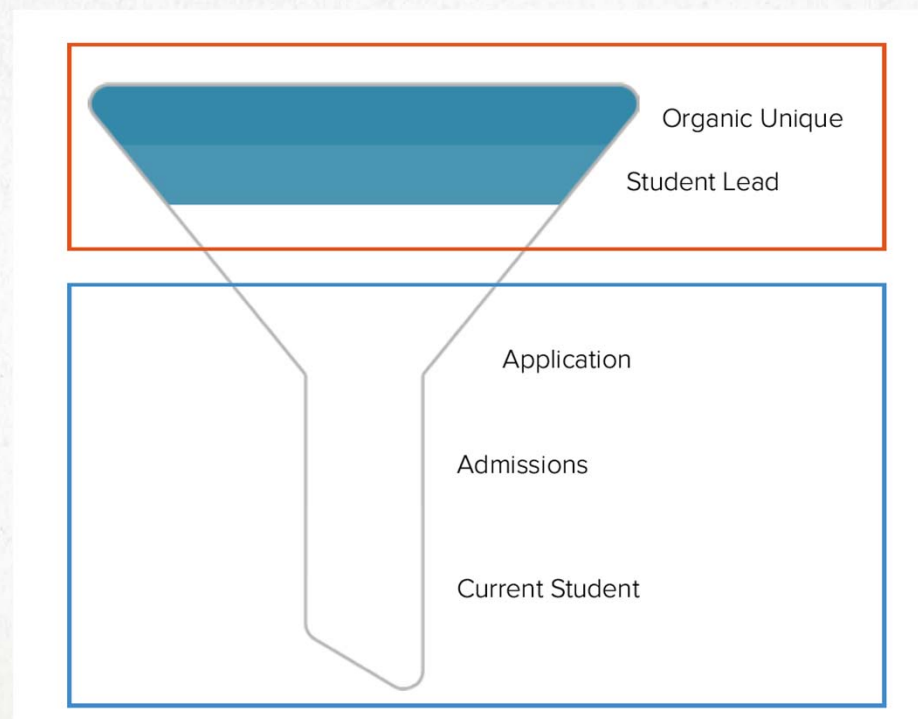 Organic Unique
Student Lead
Application
Admissions
Current Student